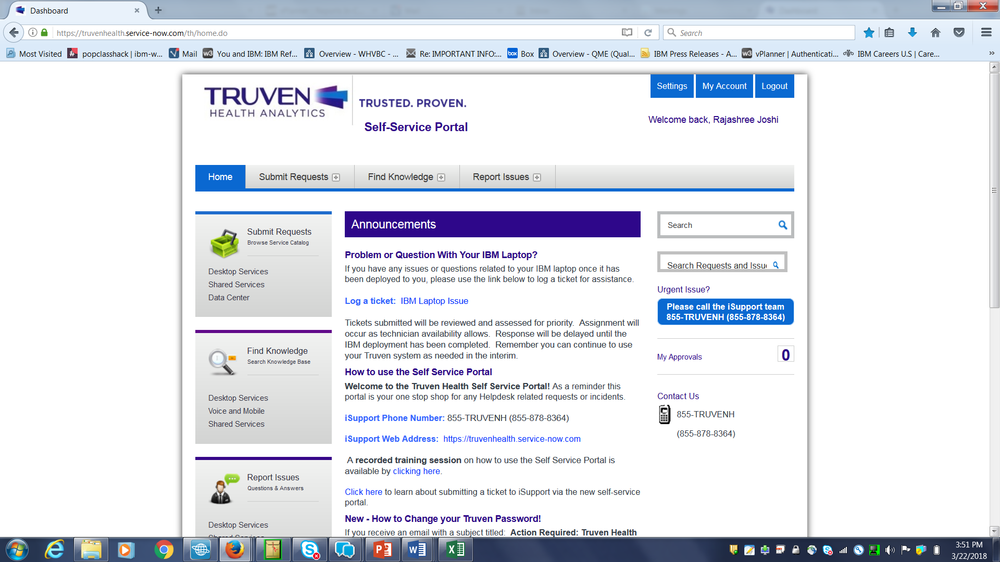 Dashboard
https://truvenhealth.service-now.com/th/home.do
Search
Most Visited
popclasshack | ibm-w...
Mail
You and IBM: IBM Ref...
Overview - WHVBC - ...
Re: IMPORTANT INFO:...
Box
Overview - QME (Qual...
IBM Press Releases - A...
vPlanner | Authenticati...
IBM Careers U.S | Care...
TRUVEN
HEALTH ANALYTICS
TRUSTED. PROVEN.
Self-Service Portal
Settings
My Account
Logout
Welcome back, Rajashree Joshi
Home
Submit Requests
Find Knowledge
Report Issues
Submit Requests
Browse Service Catalog
Desktop Services
Shared Services
Data Center
Find Knowledge
Search Knowledge Base
Desktop Services
Voice and Mobile
Shared Services
Report Issues
Questions & Answers
Desktop Services
Announcements
Problem or Question With Your IBM Laptop?
If you have any issues or questions related to your IBM laptop once it has
been deployed to you, please use the link below to log a ticket for assistance.
Log a ticket: IBM Laptop Issue
Tickets submitted will be reviewed and assessed for priority. Assignment will
occur as technician availability allows. Response will be delayed until the
IBM deployment has been completed. Remember you can continue to use
your Truven system as needed in the interim.
How to use the Self Service Portal
Welcome to the Truven Health Self Service Portal! As a reminder this
portal is your one stop shop for any Helpdesk related requests or incidents.
iSupport Phone Number: 855-TRUVENH (855-878-8364)
iSupport Web Address: https://truvenhealth.service-now.com
A recorded training session on how to use the Self Service Portal is
available by clicking here.
Click here to learn about submitting a ticket to iSupport via the new self-service
portal.
New - How to Change your Truven Password!
If you receive an email with a subject titled: Action Required: Truven Health
Search
Search Requests and Issu
Urgent Issue?
Please call the iSupport team
855-TRUVENH (855-878-8364)
My Approvals
0
Contact Us
855-TRUVENH
(855-878-8364)
3:51 PM
3/22/2018